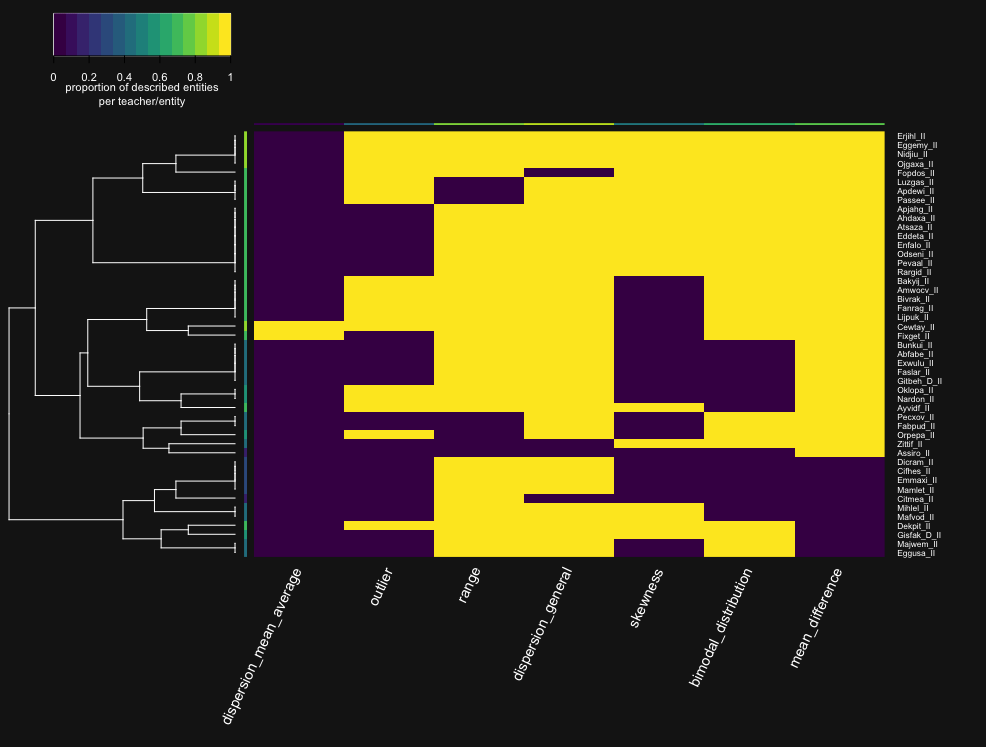 0 0.2 0.4 0.6 0.8 1
proportion of described entities
per teacher/entity
Erjihl_II
Eggemy_II
Nidjiu_II
Ojgaxa_II
Fopdos_II
Luzgas_II
Apdewi_II
Passee_II
Apjahg_II
Ahdaxa_II
Atsaza_II
Eddeta_II
Enfalo_II
Odseni_II
Pevaal_II
Rargid_II
Bakyij_II
Amwocv_II
Bivrak_II
Fanrag_II
Lijpuk_II
Cewtay_II
Fixget_II
Bunkui_II
Abfabe_II
Exwulu_II
Faslar_II
Gitbeh_D_II
Oklopa_II
Nardon_II
Ayvidf_II
Pecxov_II
Fabpud_II
Orpepa_II
Zittif_II
Assiro_II
Dicram_II
Cifhes_II
Emmaxi_II
Mamlet_II
Citmea_II
Mihlel_II
Mafvod_II
Dekpit_II
Gisfak_D_II
Majwem_II
Eggusa_II
dispersion_mean_average
outlier
range
dispersion_general
skewness
bimodal_distribution
mean_difference